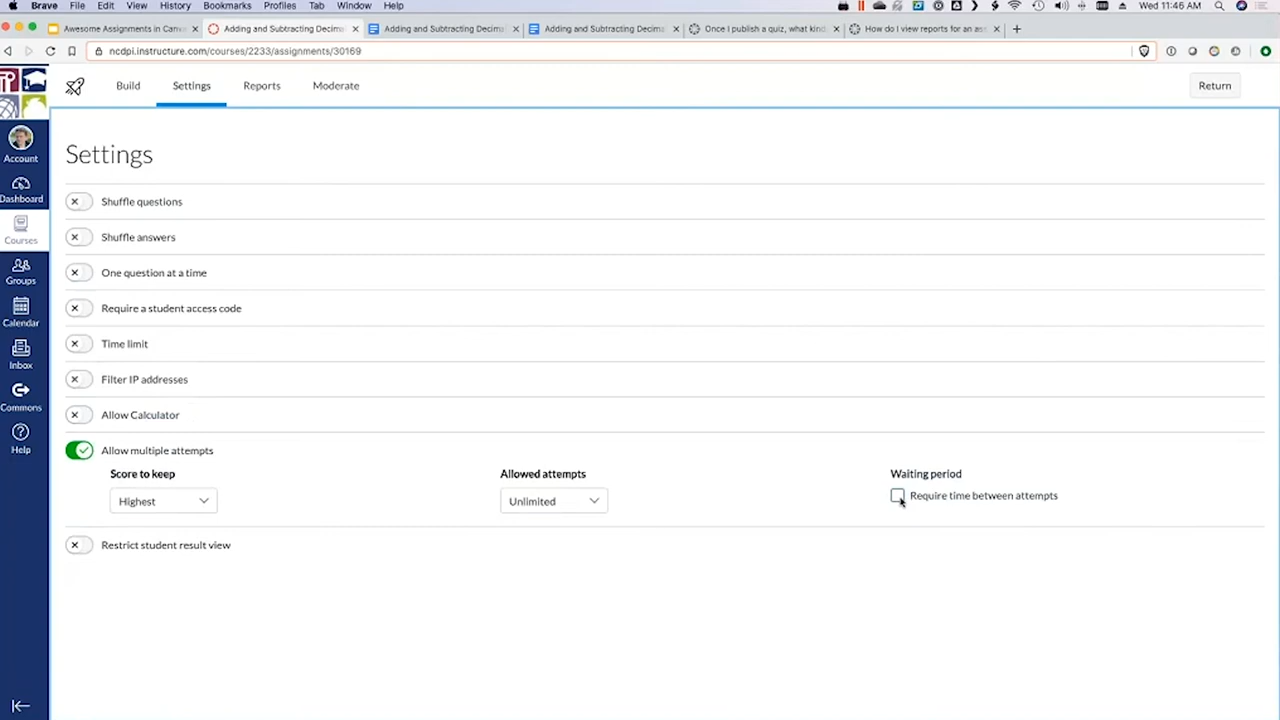 Brave File Edit View History Bookmarks Profiles Tab Window Help Wed 11:46 AM
Awesome Assignments in Canv × Adding and Subtracting Decima × Adding and Subtracting Decima × Adding and Subtracting Decima × Once I publish a quiz, what kind × How do I view reports for an ass × +
ncdpi.instructure.com/courses/2233/assignments/30169
Build Settings Reports Moderate Return
Account
Dashboard
Courses
Groups
Calendar
Inbox
Commons
Help
Settings
Shuffle questions
Shuffle answers
One question at a time
Require a student access code
Time limit
Filter IP addresses
Allow Calculator
Allow multiple attempts
Score to keep Allowed attempts Waiting period
Highest Unlimited Require time between attempts
Restrict student result view